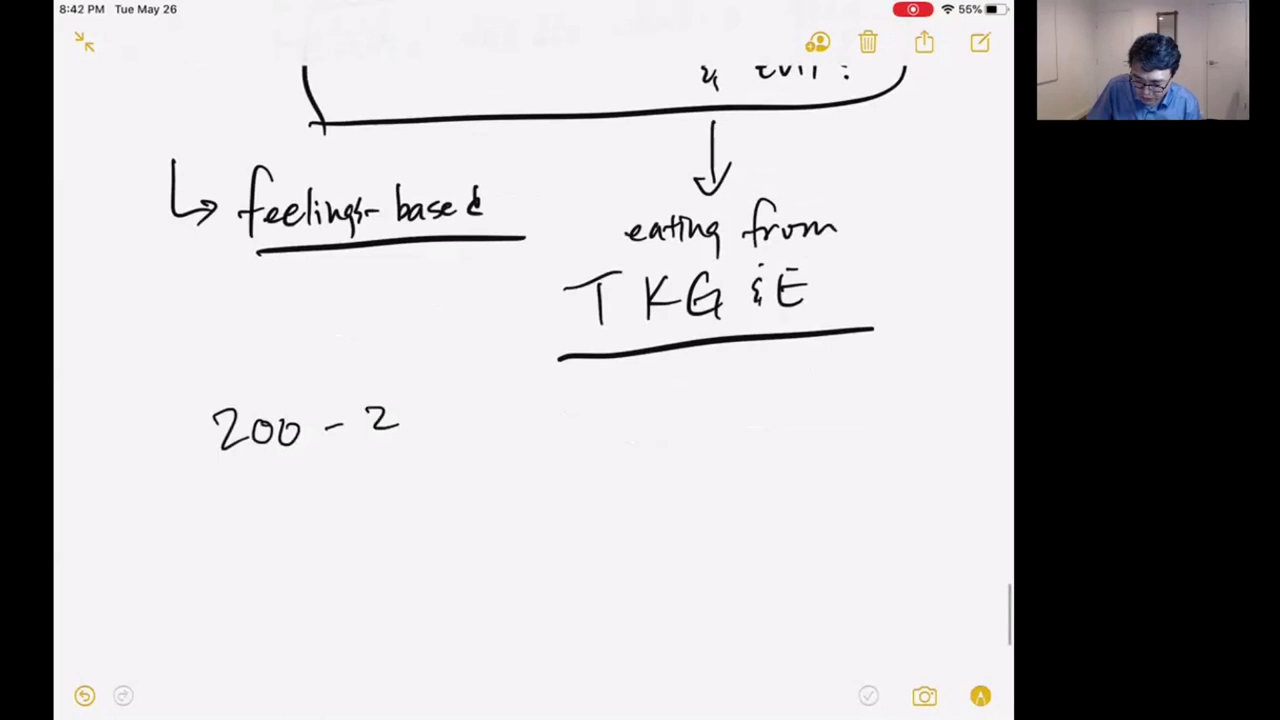 8:42 PM Tue May 26
55%
& Evil?
feelings-based
eating from
TKG & E
200 - 2